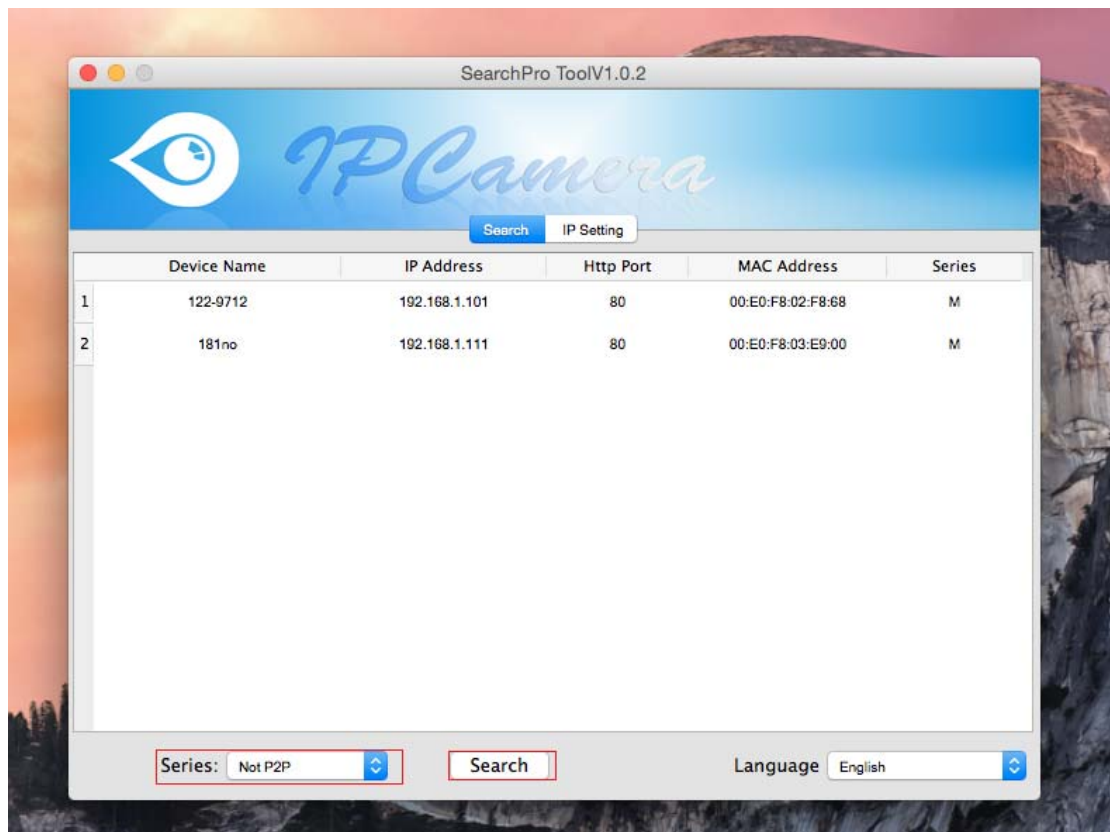 SearchPro ToolV1.0.2
IPCamera
Search IP Setting
Device Name IP Address Http Port MAC Address Series
1 122-9712 192.168.1.101 80 00:E0:F8:02:F8:68 M
2 181no 192.168.1.111 80 00:E0:F8:03:E9:00 M
Series: Not P2P Search Language English